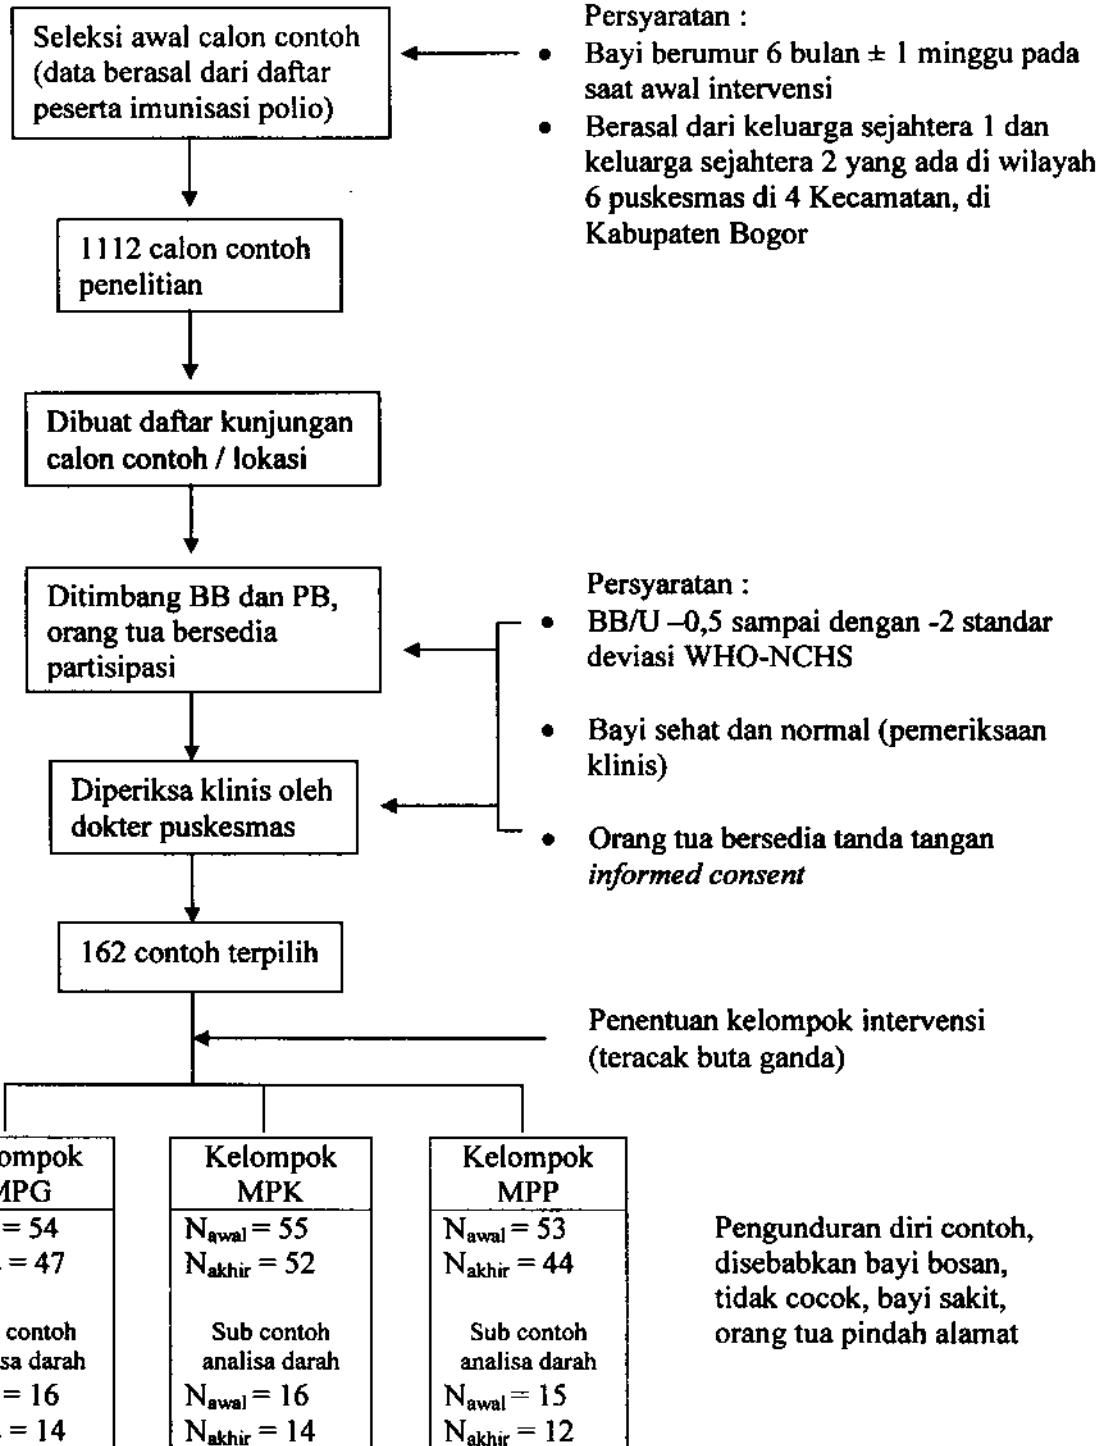 Seleksi awal calon contoh
(data berasal dari daftar
peserta imunisasi polio)
Persyaratan :
• Bayi berumur 6 bulan ± 1 minggu pada
saat awal intervensi
• Berasal dari keluarga sejahtera 1 dan
keluarga sejahtera 2 yang ada di wilayah
6 puskesmas di 4 Kecamatan, di
Kabupaten Bogor
1112 calon contoh
penelitian
Dibuat daftar kunjungan
calon contoh / lokasi
Ditimbang BB dan PB,
orang tua bersedia
partisipasi
Persyaratan :
• BB/U –0,5 sampai dengan -2 standar
deviasi WHO-NCHS
• Bayi sehat dan normal (pemeriksaan
klinis)
• Orang tua bersedia tanda tangan
informed consent
Diperiksa klinis oleh
dokter puskesmas
162 contoh terpilih
Penentuan kelompok intervensi
(teracak buta ganda)
ompok
MPG
= 54
= 47
contoh
sa darah
= 16
= 14
Kelompok
MPK
Nawal = 55
Nakhir = 52
Sub contoh
analisa darah
Nawal = 16
Nakhir = 14
Kelompok
MPP
Nawal = 53
Nakhir = 44
Sub contoh
analisa darah
Nawal = 15
Nakhir = 12
Pengunduran diri contoh,
disebabkan bayi bosan,
tidak cocok, bayi sakit,
orang tua pindah alamat